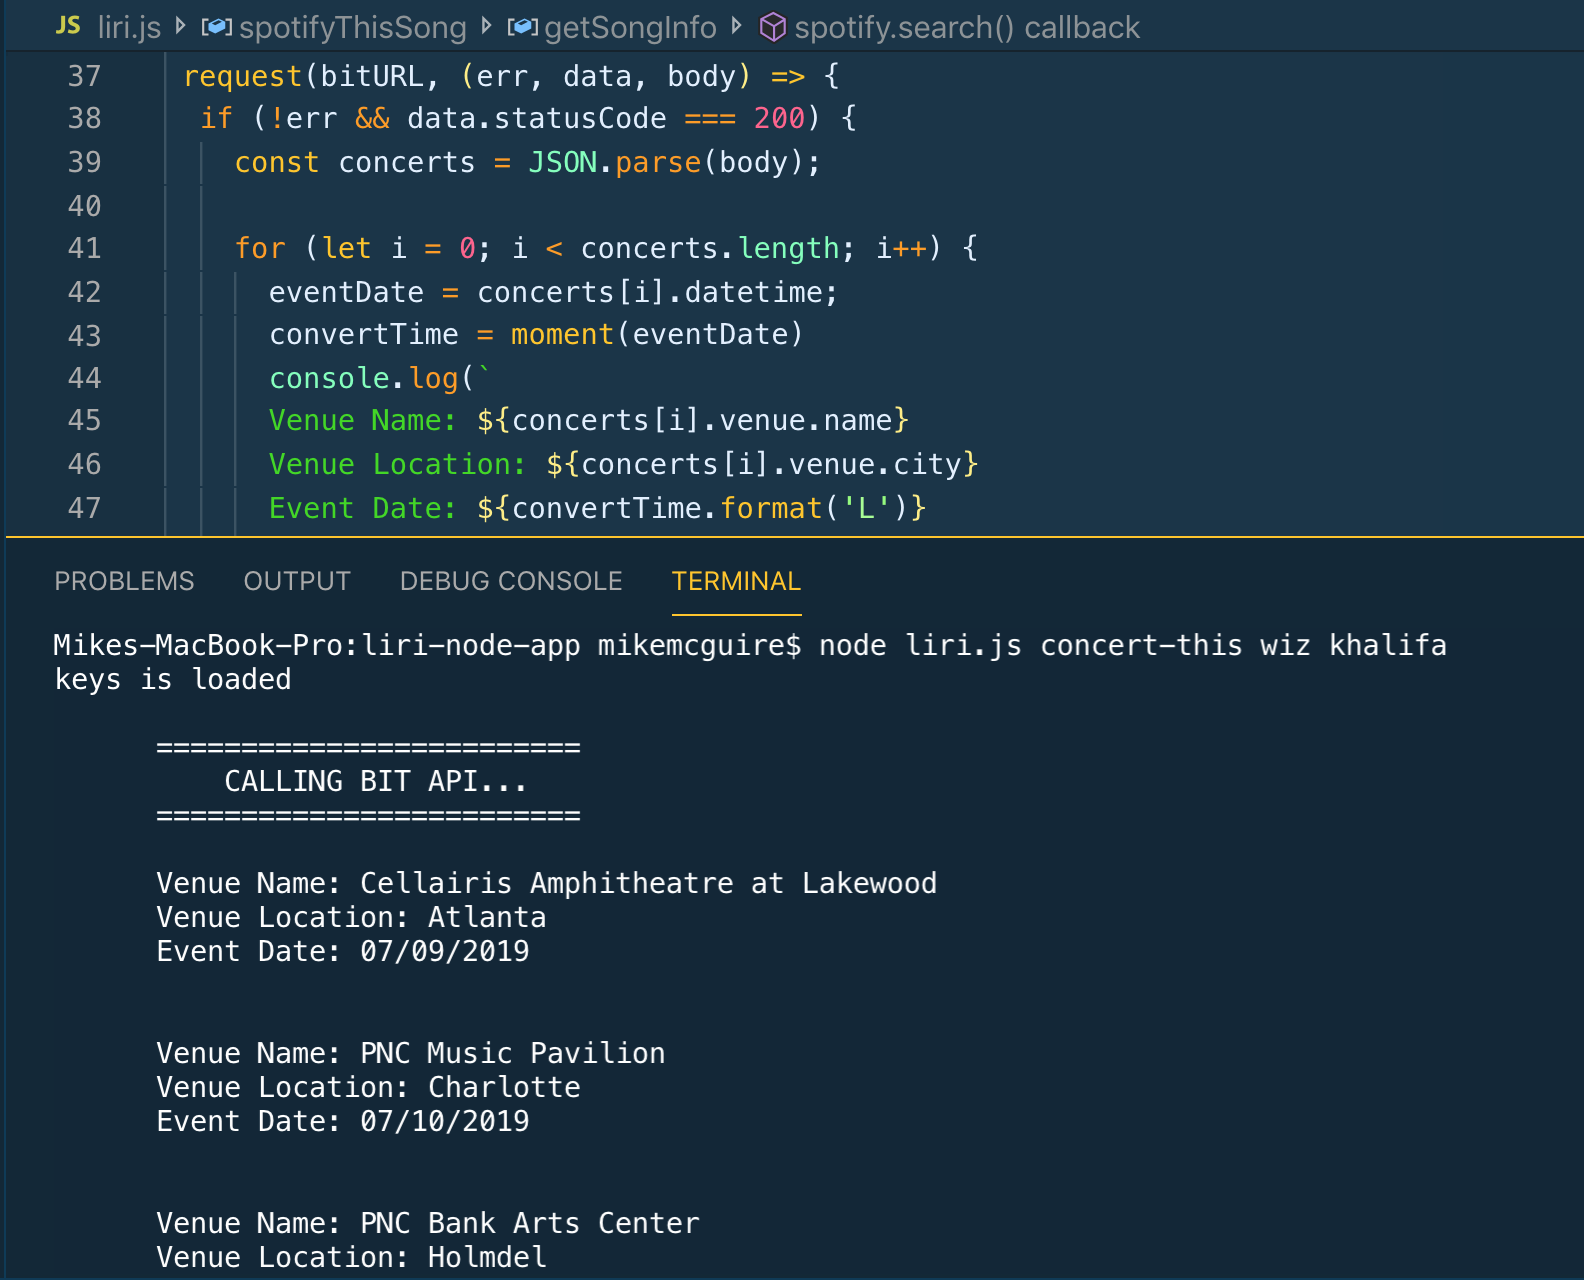 JS liri.js spotifyThisSong getSongInfo spotify.search() callback
37 request(bitURL, (err, data, body) => {
38 if (!err && data.statusCode === 200) {
39 const concerts = JSON.parse(body);
40
41 for (let i = 0; i < concerts.length; i++) {
42 eventDate = concerts[i].datetime;
43 convertTime = moment(eventDate)
44 console.log(`
45 Venue Name: ${concerts[i].venue.name}
46 Venue Location: ${concerts[i].venue.city}
47 Event Date: ${convertTime.format('L')}
PROBLEMS OUTPUT DEBUG CONSOLE TERMINAL
Mikes-MacBook-Pro:liri-node-app mikemcguire$ node liri.js concert-this wiz khalifa
keys is loaded
=========================
CALLING BIT API...
=========================
Venue Name: Cellairis Amphitheatre at Lakewood
Venue Location: Atlanta
Event Date: 07/09/2019
Venue Name: PNC Music Pavilion
Venue Location: Charlotte
Event Date: 07/10/2019
Venue Name: PNC Bank Arts Center
Venue Location: Holmdel